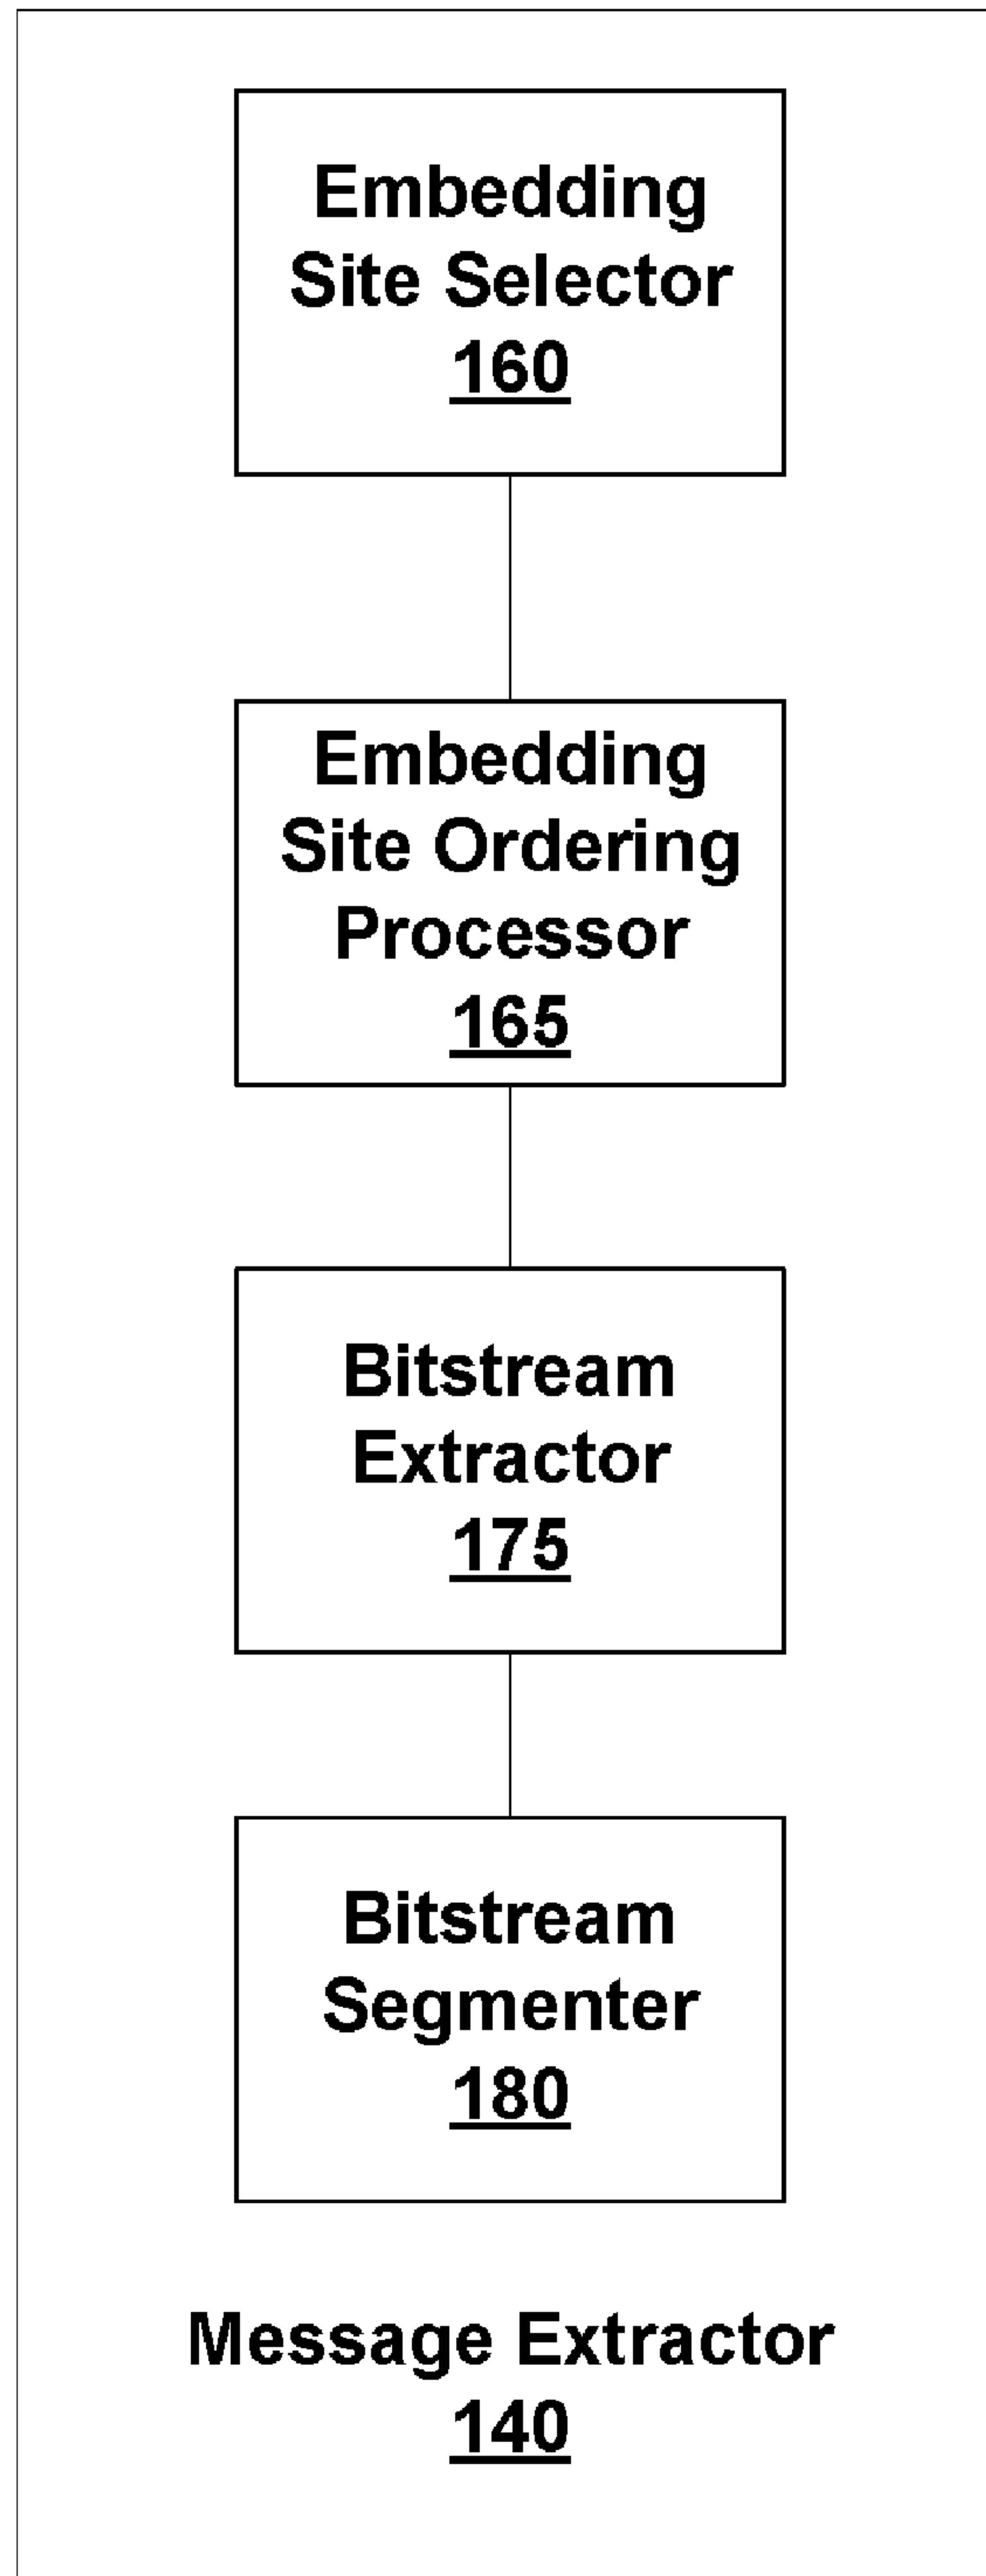 Embedding
Site Selector
160
Embedding
Site Ordering
Processor
165
Bitstream
Extractor
175
Bitstream
Segmenter
180
Message Extractor
140